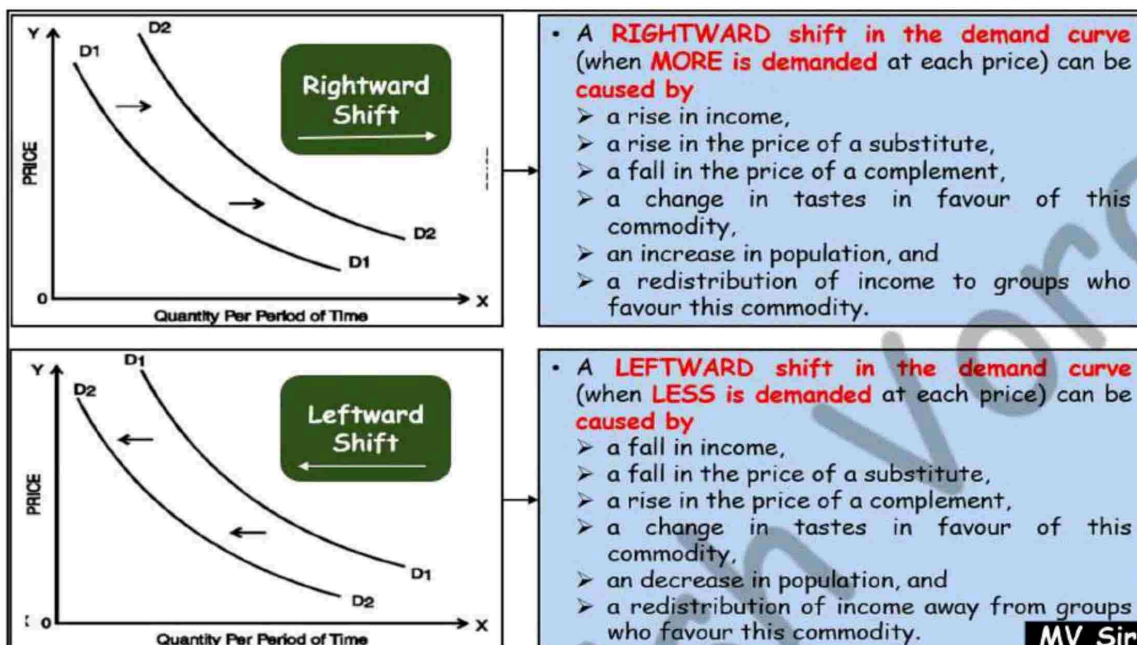 Y
D1
D2
Rightward
Shift
PRICE
D2
D1
0
X
Quantity Per Period of Time
• A RIGHTWARD shift in the demand curve
(when MORE is demanded at each price) can be
caused by
➢ a rise in income,
➢ a rise in the price of a substitute,
➢ a fall in the price of a complement,
➢ a change in tastes in favour of this
commodity,
➢ an increase in population, and
➢ a redistribution of income to groups who
favour this commodity.
Y
D1
D2
Leftward
Shift
PRICE
D1
D2
0
X
Quantity Per Period of Time
• A LEFTWARD shift in the demand curve
(when LESS is demanded at each price) can be
caused by
➢ a fall in income,
➢ a fall in the price of a substitute,
➢ a rise in the price of a complement,
➢ a change in tastes in favour of this
commodity,
➢ an decrease in population, and
➢ a redistribution of income away from groups
who favour this commodity.
MV Sir